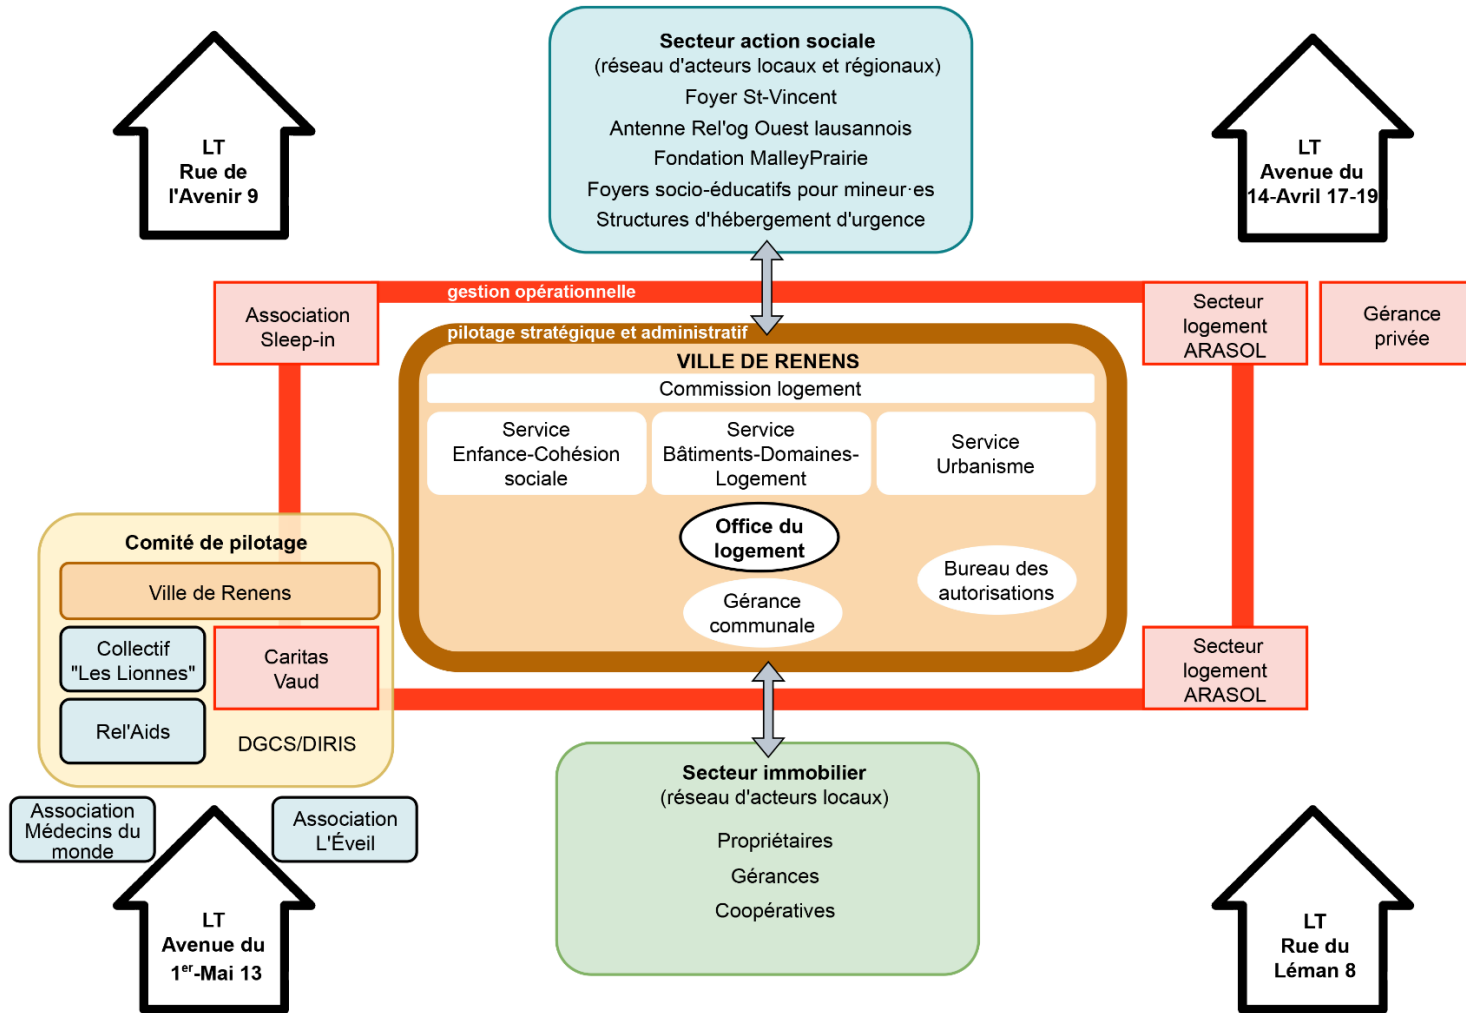 Secteur action sociale
(réseau d'acteurs locaux et régionaux)
Foyer St-Vincent
Antenne Rel'og Ouest lausannois
Fondation MalleyPrairie
Foyers socio-éducatifs pour mineur·es
Structures d'hébergement d'urgence
LT
Rue de
l'Avenir 9
LT
Avenue du
14-Avril 17-19
gestion opérationnelle
Association
Sleep-in
Secteur
logement
ARASOL
Gérance
privée
pilotage stratégique et administratif
VILLE DE RENENS
Commission logement
Service
Enfance-Cohésion
sociale
Service
Bâtiments-Domaines-
Logement
Service
Urbanisme
Office du
logement
Bureau des
autorisations
Gérance
communale
Comité de pilotage
Ville de Renens
Collectif
"Les Lionnes"
Caritas
Vaud
Rel'Aids
DGCS/DIRIS
Secteur
logement
ARASOL
Association
Médecins du
monde
Association
L'Éveil
LT
Avenue du
1er-Mai 13
Secteur immobilier
(réseau d'acteurs locaux)
Propriétaires
Gérances
Coopératives
LT
Rue du
Léman 8